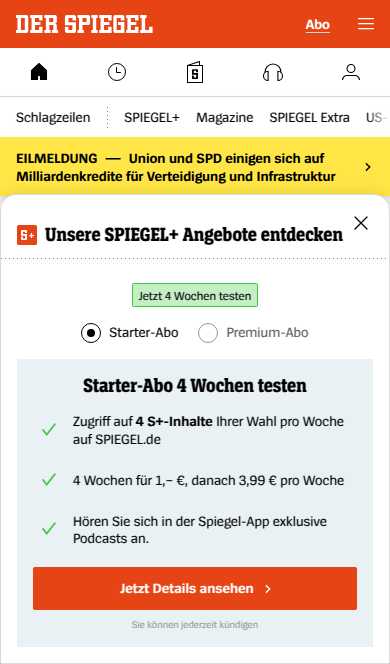 DER SPIEGEL
Abo
S
Schlagzeilen
SPIEGEL+
Magazine
SPIEGEL Extra
US-
EILMELDUNG — Union und SPD einigen sich auf
Milliardenkredite für Verteidigung und Infrastruktur
S+ Unsere SPIEGEL+ Angebote entdecken
Jetzt 4 Wochen testen
Starter-Abo
Premium-Abo
Starter-Abo 4 Wochen testen
Zugriff auf 4 S+-Inhalte Ihrer Wahl pro Woche
auf SPIEGEL.de
4 Wochen für 1,– €, danach 3,99 € pro Woche
Hören Sie sich in der Spiegel-App exklusive
Podcasts an.
Jetzt Details ansehen
Sie können jederzeit kündigen